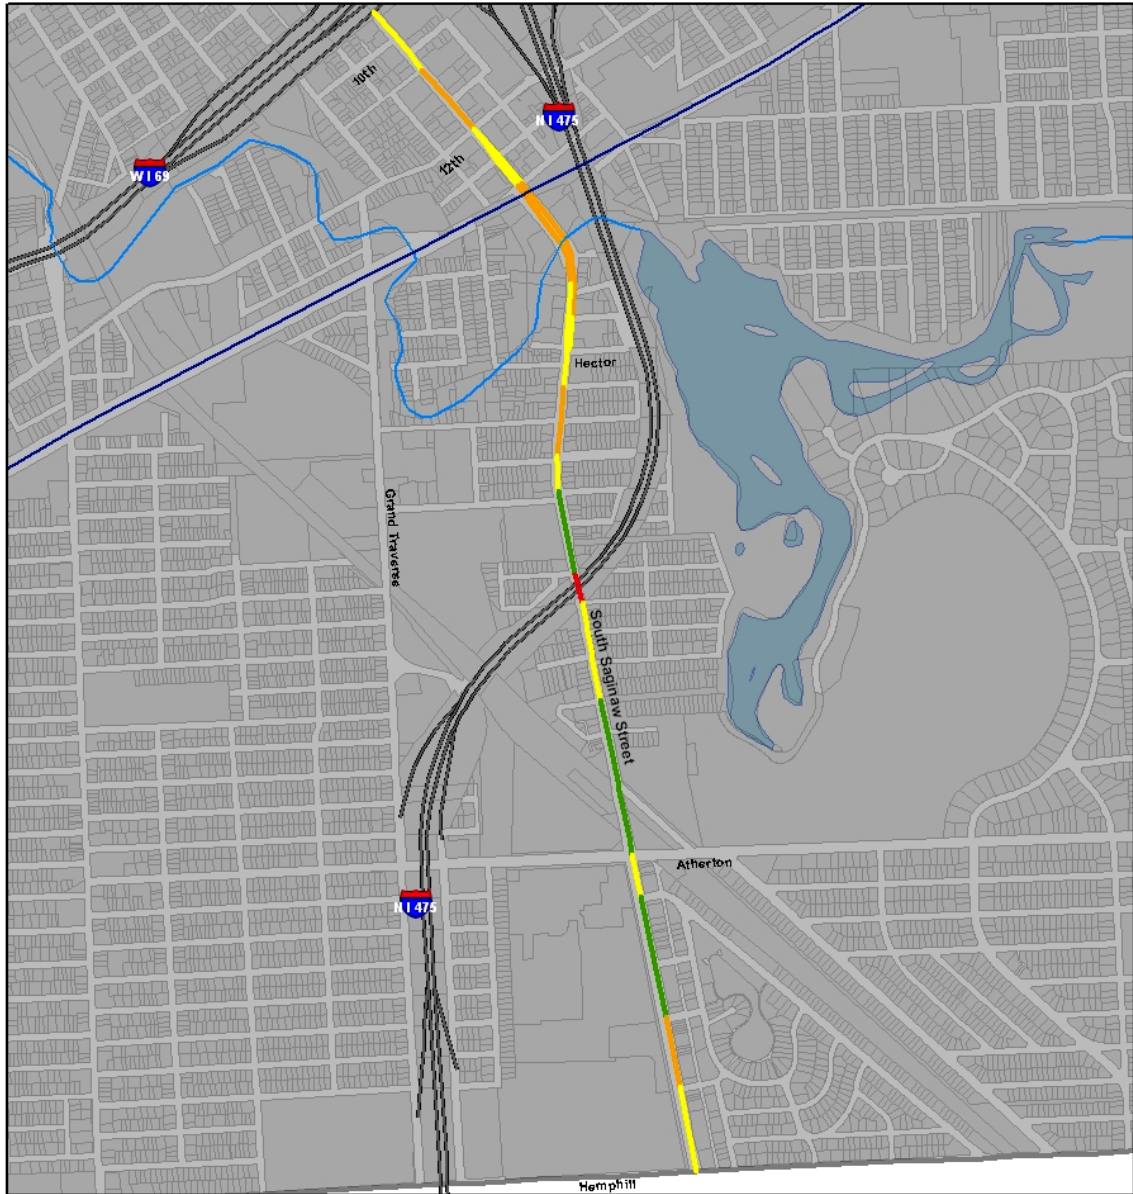 10th
N I 475
12th
W I 69
Hector
Grand Traverse
South Saginaw Street
Atherton
N I 475
Hemphill